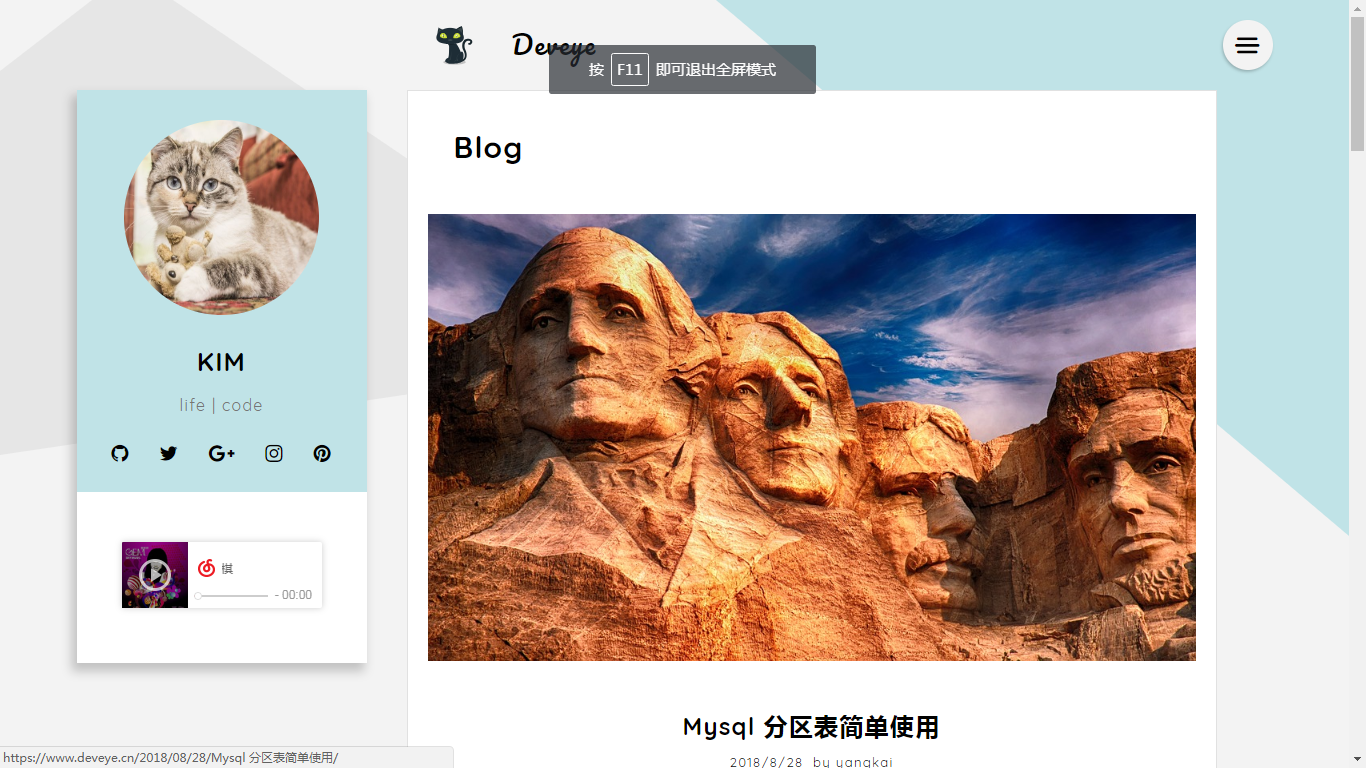 Deveye
按 F11 即可退出全屏模式
Blog
KIM
life | code
棋
- 00:00
Mysql 分区表简单使用
2018/8/28 by yangkai
https://www.deveye.cn/2018/08/28/Mysql 分区表简单使用/